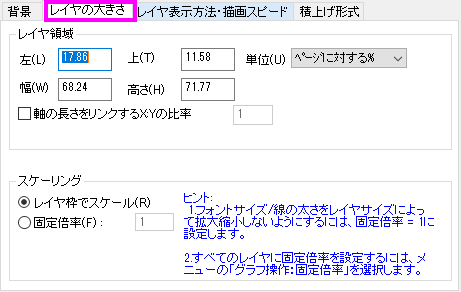 背景 レイヤの大きさ レイヤ表示方法・描画スピード 積上げ形式
レイヤ領域
左(L) 17.86 上(T) 11.58 単位(U) ページに対する%
幅(W) 68.24 高さ(H) 71.77
軸の長さをリンクするX-Yの比率 1
スケーリング
レイヤ枠でスケール(R)
固定倍率(F): 1
ヒント:
1.フォントサイズ/線の太さをレイヤサイズによっ
て拡大縮小しないようにするには、固定倍率 = 1に
設定します。
2.すべてのレイヤに固定倍率を設定するには、メ
ニューの「グラフ操作:固定倍率」を選択します。